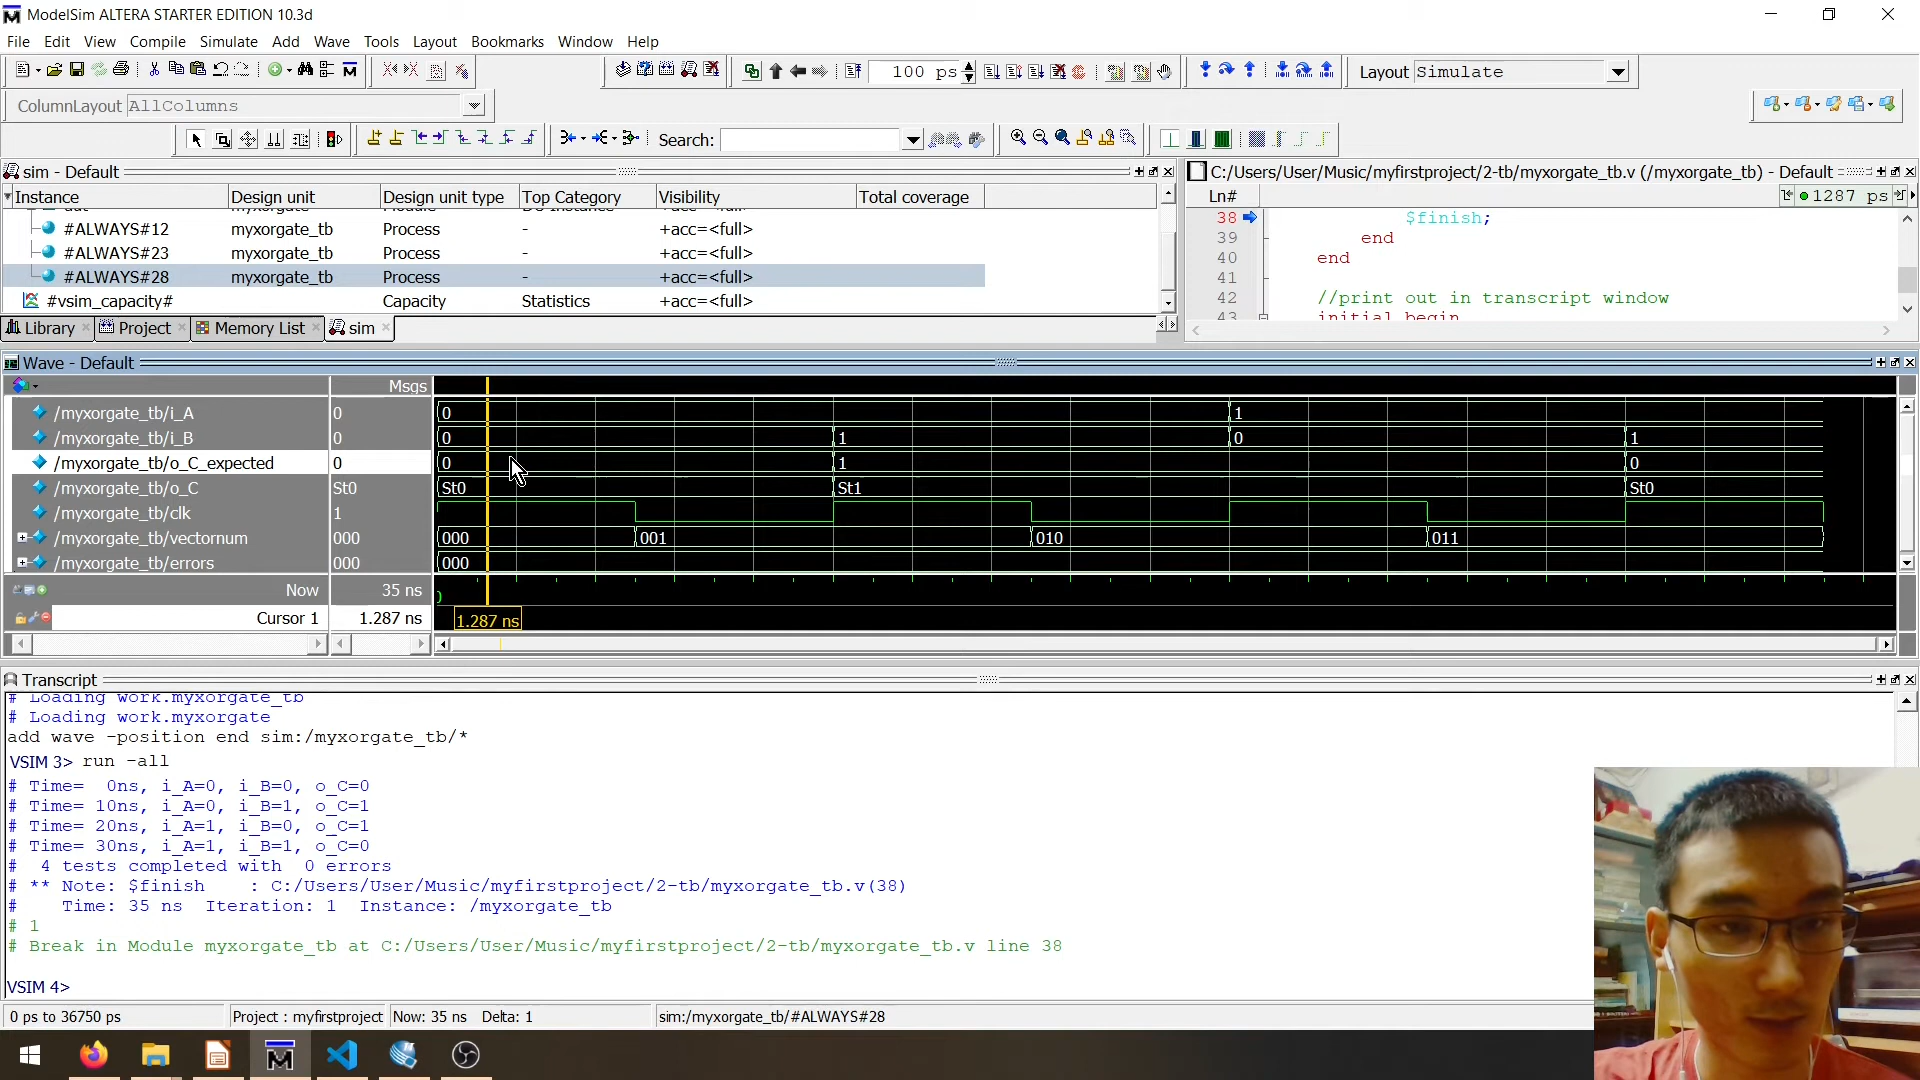 ModelSim ALTERA STARTER EDITION 10.3d
File Edit View Compile Simulate Add Wave Tools Layout Bookmarks Window Help
100 ps
Layout Simulate
ColumnLayout AllColumns
Search:
sim - Default
Instance Design unit Design unit type Top Category Visibility Total coverage
#ALWAYS#12 myxorgate_tb Process - +acc=<full>
#ALWAYS#23 myxorgate_tb Process - +acc=<full>
#ALWAYS#28 myxorgate_tb Process - +acc=<full>
#vsim_capacity# Capacity Statistics +acc=<full>
Library Project Memory List sim
C:/Users/User/Music/myfirstproject/2-tb/myxorgate_tb.v (/myxorgate_tb) - Default
Ln# 1287 ps
38 $finish;
39 end
40 end
41
42 //print out in transcript window
43 initial begin
Wave - Default
Msgs
/myxorgate_tb/i_A 0 0 1
/myxorgate_tb/i_B 0 0 1 0 1
/myxorgate_tb/o_C_expected 0 0 1 0
/myxorgate_tb/o_C St0 St0 St1 St0
/myxorgate_tb/clk 1
/myxorgate_tb/vectornum 000 000 001 010 011
/myxorgate_tb/errors 000 000
Now 35 ns
Cursor 1 1.287 ns 1.287 ns
Transcript
# Loading work.myxorgate_tb
# Loading work.myxorgate
add wave -position end sim:/myxorgate_tb/*
VSIM 3> run -all
# Time= 0ns, i_A=0, i_B=0, o_C=0
# Time= 10ns, i_A=0, i_B=1, o_C=1
# Time= 20ns, i_A=1, i_B=0, o_C=1
# Time= 30ns, i_A=1, i_B=1, o_C=0
# 4 tests completed with 0 errors
# ** Note: $finish : C:/Users/User/Music/myfirstproject/2-tb/myxorgate_tb.v(38)
# Time: 35 ns Iteration: 1 Instance: /myxorgate_tb
# 1
# Break in Module myxorgate_tb at C:/Users/User/Music/myfirstproject/2-tb/myxorgate_tb.v line 38
VSIM 4>
0 ps to 36750 ps Project : myfirstproject Now: 35 ns Delta: 1 sim:/myxorgate_tb/#ALWAYS#28